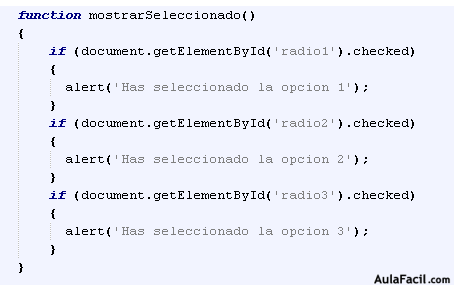 function mostrarSeleccionado()
{
if (document.getElementById('radio1').checked)
{
alert('Has seleccionado la opcion 1');
}
if (document.getElementById('radio2').checked)
{
alert('Has seleccionado la opcion 2');
}
if (document.getElementById('radio3').checked)
{
alert('Has seleccionado la opcion 3');
}
}
AulaFacil.com